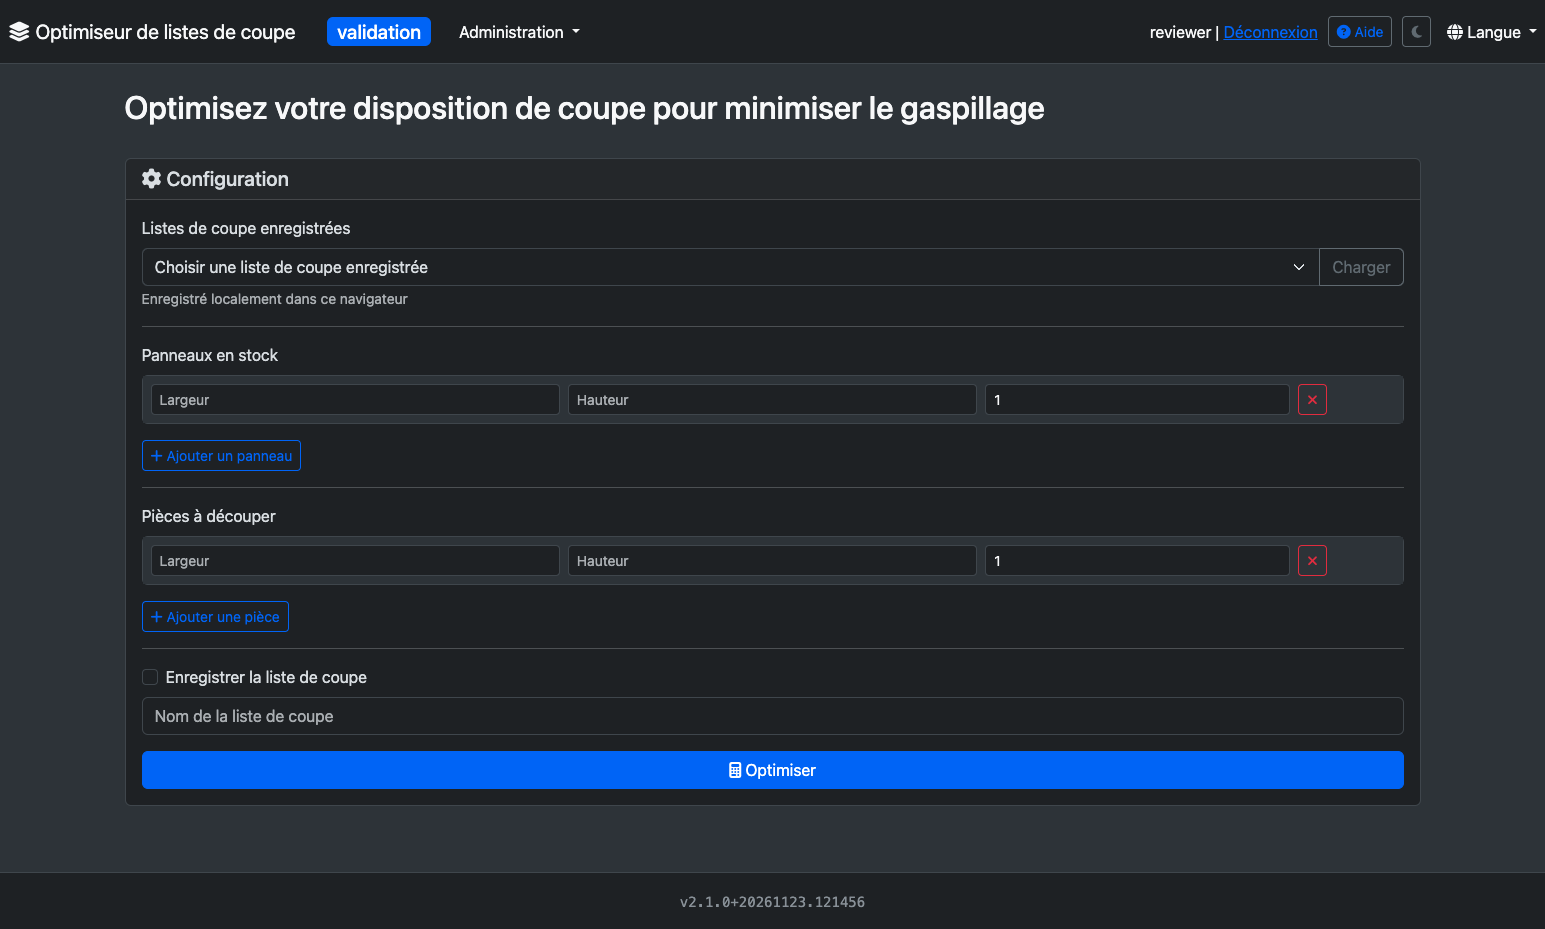 Optimiseur de listes de coupe validation Administration reviewer | Déconnexion Aide Langue
Optimisez votre disposition de coupe pour minimiser le gaspillage
Configuration
Listes de coupe enregistrées
Choisir une liste de coupe enregistrée Charger
Enregistré localement dans ce navigateur
Panneaux en stock
Largeur Hauteur 1
Ajouter un panneau
Pièces à découper
Largeur Hauteur 1
Ajouter une pièce
Enregistrer la liste de coupe
Nom de la liste de coupe
Optimiser
v2.1.0+20261123.121456